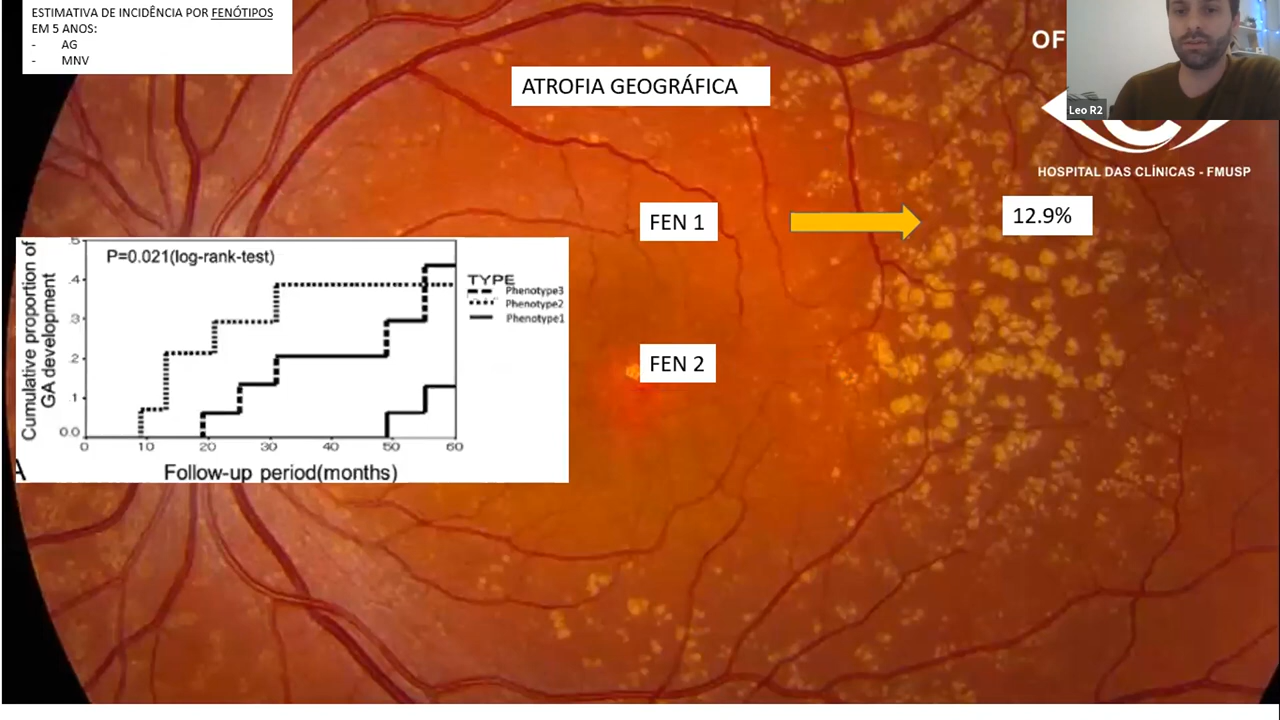 ESTIMATIVA DE INCIDÊNCIA POR FENÓTIPOS
EM 5 ANOS:
- AG
- MNV
ATROFIA GEOGRÁFICA
OF
Leo R2
HOSPITAL DAS CLÍNICAS - FMUSP
FEN 1
12.9%
FEN 2
P=0.021(log-rank-test)
TYPE
Phenotype3
Phenotype2
Phenotype1
Cumulative proportion of
GA development
.5
.4
.3
.2
.1
0.0
0 10 20 30 40 50 60
Follow-up period(months)
A